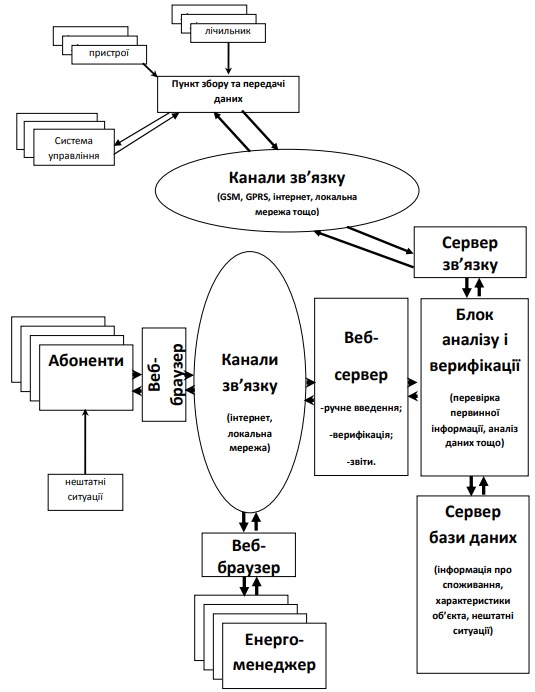 лічильник
пристрої
Пункт збору та передачі
даних
Система
управління
Канали зв’язку
(GSM, GPRS, інтернет, локальна
мережа тощо)
Сервер
зв’язку
Блок
аналізу і
верифікації
(перевірка
первинної
інформації, аналіз
даних тощо)
Веб-
сервер
-ручне введення;
-верифікація;
-звіти.
Канали
зв’язку
(інтернет,
локальна
мережа)
Веб-
браузер
Абоненти
нештатні
ситуації
Сервер
бази даних
(інформація про
споживання,
характеристики
об’єкта, нештатні
ситуації)
Веб-
браузер
Енерго-
менеджер